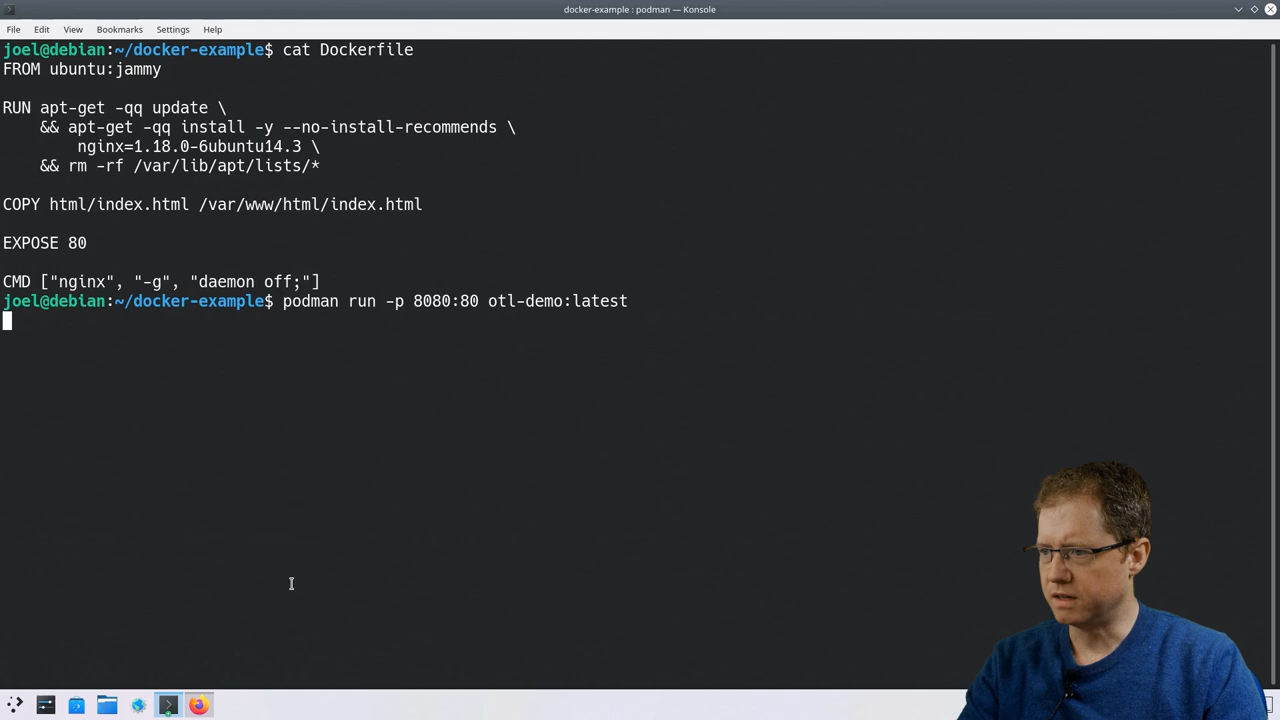 docker-example : podman — Konsole
File Edit View Bookmarks Settings Help
joel@debian:~/docker-example$ cat Dockerfile
FROM ubuntu:jammy
RUN apt-get -qq update \
    && apt-get -qq install -y --no-install-recommends \
        nginx=1.18.0-6ubuntu14.3 \
    && rm -rf /var/lib/apt/lists/*
COPY html/index.html /var/www/html/index.html
EXPOSE 80
CMD ["nginx", "-g", "daemon off;"]
joel@debian:~/docker-example$ podman run -p 8080:80 otl-demo:latest